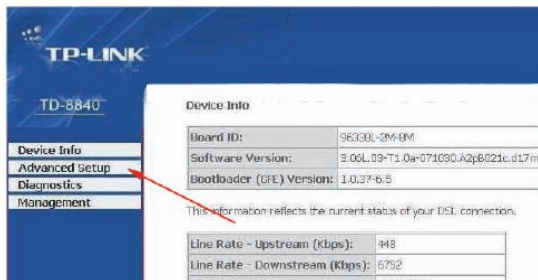 TP-LINK
TD-8840
Device Info
Advanced Setup
Diagnostics
Management
Device Info
Board ID: 96338L-2M-8M
Software Version: 3.06L.03-T1.0a-071030.A2pB021c.d17m
Bootloader (CFE) Version: 1.0.37-6.5
This information reflects the current status of your DSL connection.
Line Rate - Upstream (Kbps): 448
Line Rate - Downstream (Kbps): 6752